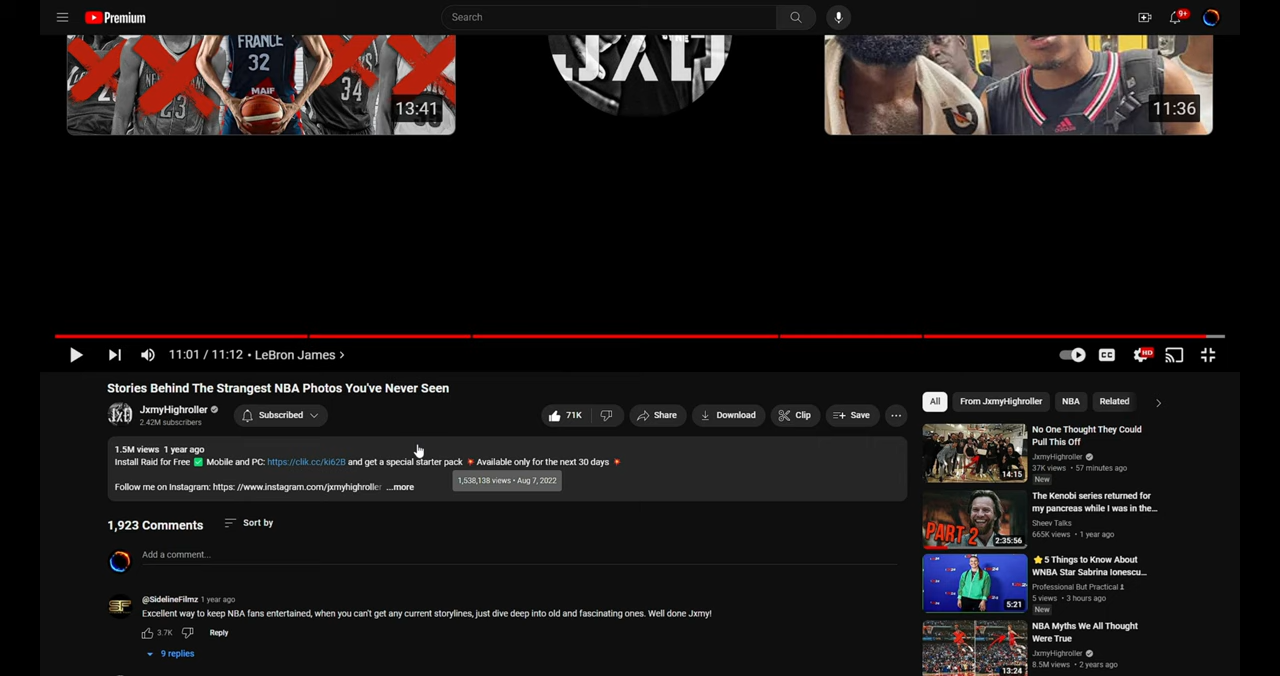 Premium
Search
9+
FRANCE
32
MAIF
23
34
13:41
JXD
11:36
11:01 / 11:12 • LeBron James >
CC
HD
Stories Behind The Strangest NBA Photos You've Never Seen
JxmyHighroller
2.42M subscribers
Subscribed
71K
Share
Download
Clip
Save
...
1.5M views 1 year ago
Install Raid for Free ✅ Mobile and PC: https://clik.cc/ki62B and get a special starter pack 💥 Available only for the next 30 days 💥
1,538,138 views • Aug 7, 2022
Follow me on Instagram: https: //www.instagram.com/jxmyhighroller ...more
1,923 Comments
Sort by
Add a comment...
SF
@SidelineFilmz 1 year ago
Excellent way to keep NBA fans entertained, when you can't get any current storylines, just dive deep into old and fascinating ones. Well done Jxmy!
3.7K
Reply
9 replies
All
From JxmyHighroller
NBA
Related
No One Thought They Could
Pull This Off
JxmyHighroller
37K views • 57 minutes ago
New
14:15
The Kenobi series returned for
my pancreas while I was in the...
Sheev Talks
665K views • 1 year ago
PART 2
2:35:56
⭐ 5 Things to Know About
WNBA Star Sabrina Ionescu...
Professional But Practical
5 views • 3 hours ago
New
5:21
NBA Myths We All Thought
Were True
JxmyHighroller
8.5M views • 2 years ago
13:24